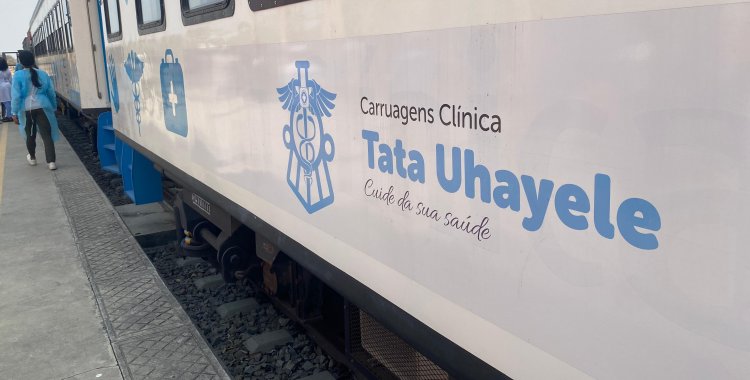 Carruagens Clínica
Tata Uhayele
Cuide da sua saúde